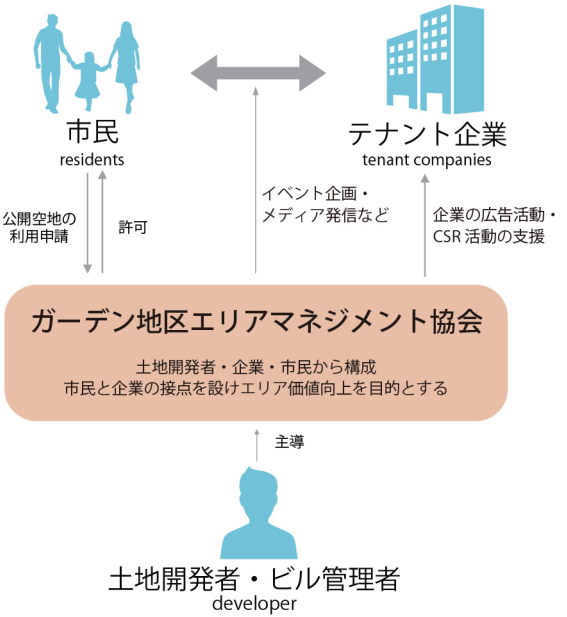 市民
residents
テナント企業
tenant companies
公開空地の
利用申請
許可
イベント企画・
メディア発信など
企業の広告活動・
CSR 活動の支援
ガーデン地区エリアマネジメント協会
土地開発者・企業・市民から構成
市民と企業の接点を設けエリア価値向上を目的とする
主導
土地開発者・ビル管理者
developer